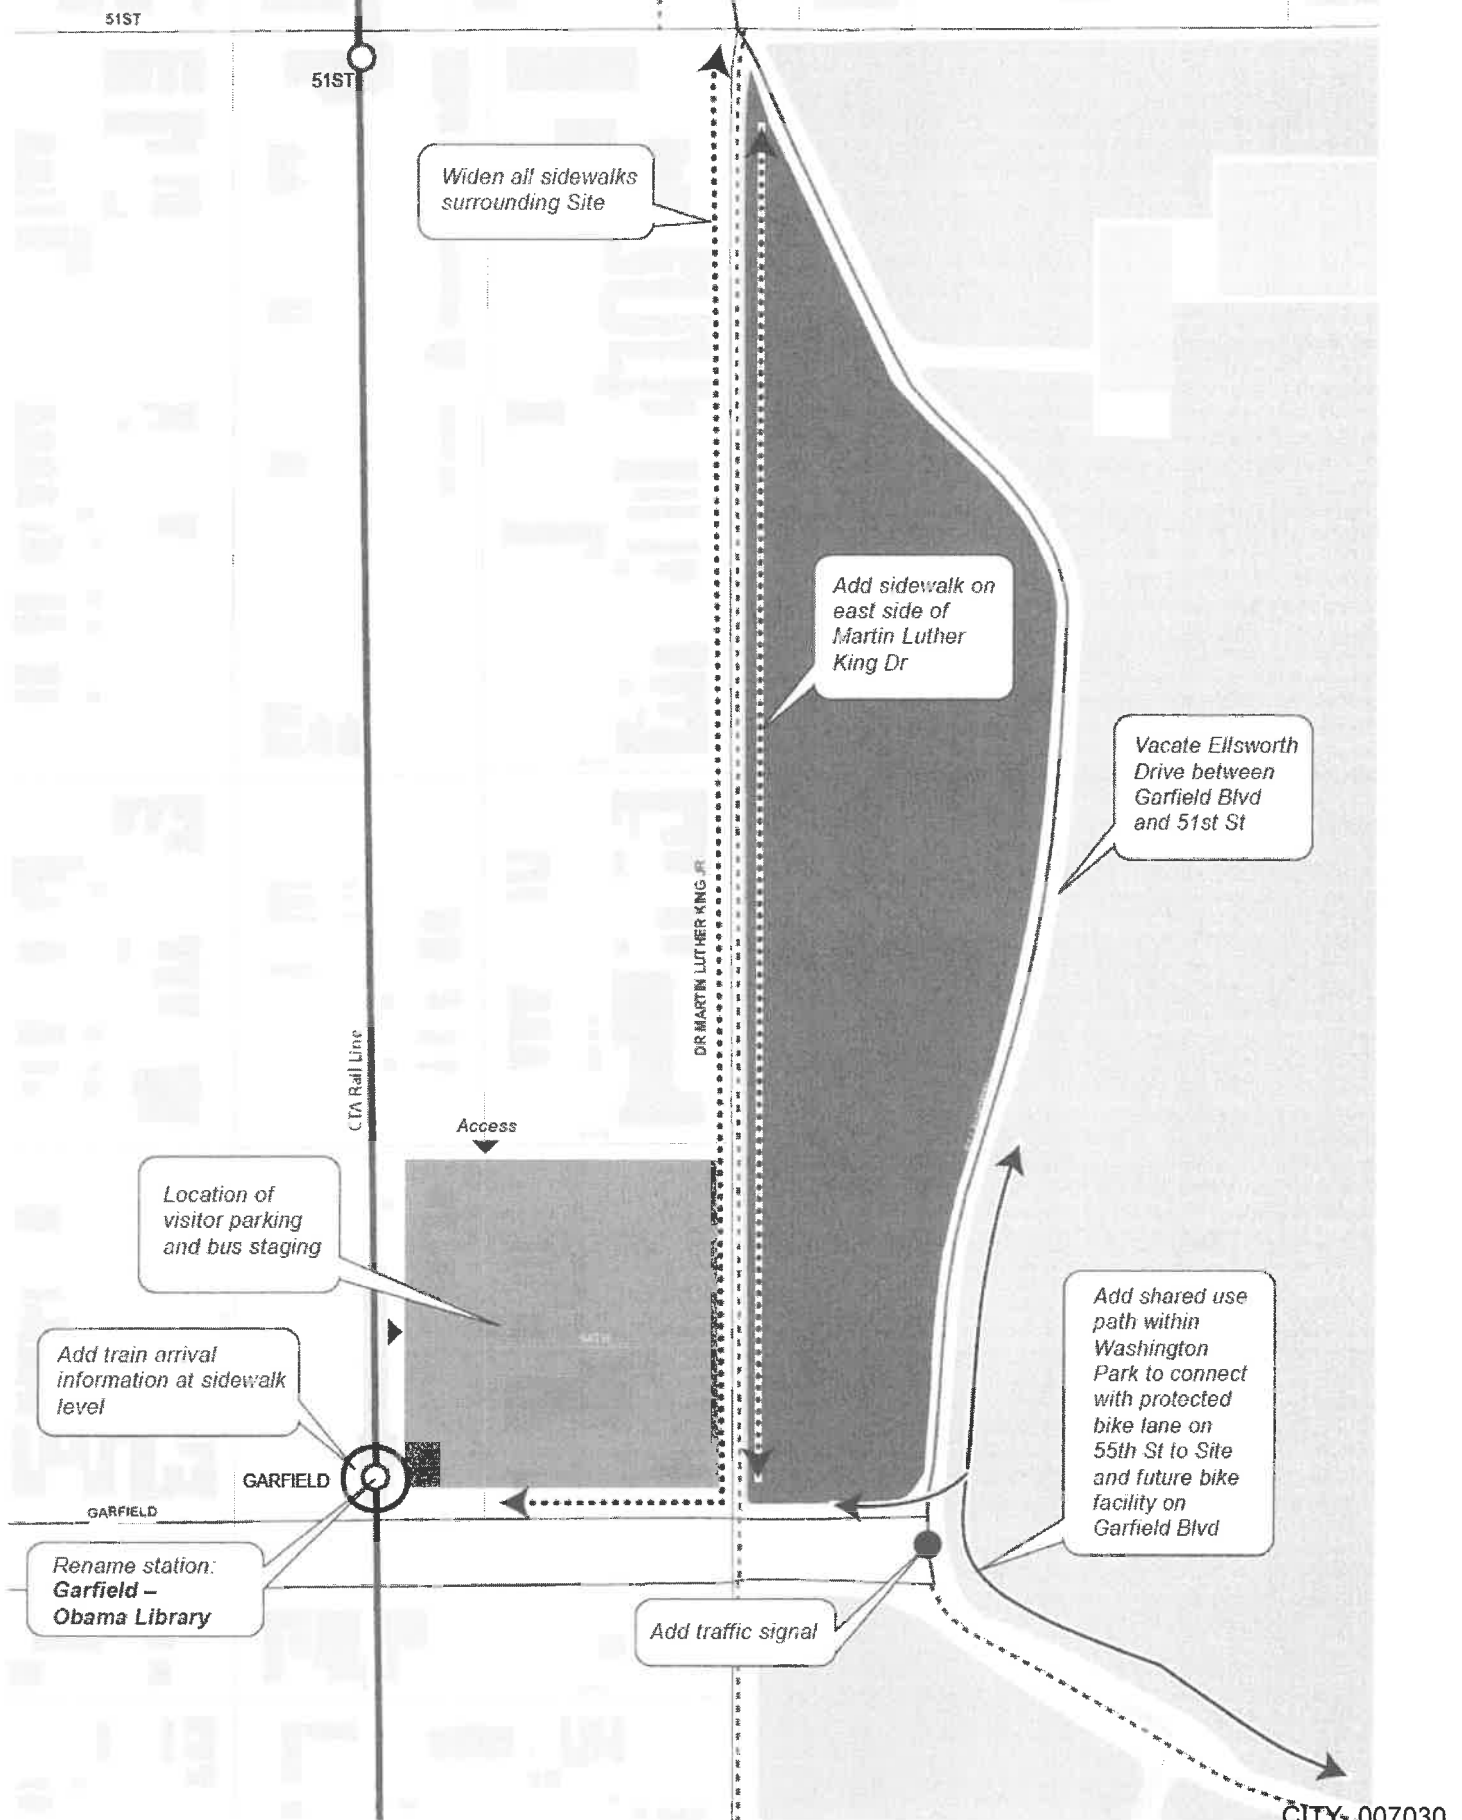 51ST
51ST
Widen all sidewalks
surrounding Site
Add sidewalk on
east side of
Martin Luther
King Dr
Vacate Ellsworth
Drive between
Garfield Blvd
and 51st St
DR MARTIN LUTHER KING JR
CTA Rail Line
Access
Location of
visitor parking
and bus staging
Add train arrival
information at sidewalk
level
GARFIELD
GARFIELD
Rename station:
Garfield –
Obama Library
Add shared use
path within
Washington
Park to connect
with protected
bike lane on
55th St to Site
and future bike
facility on
Garfield Blvd
Add traffic signal
CITY 007030